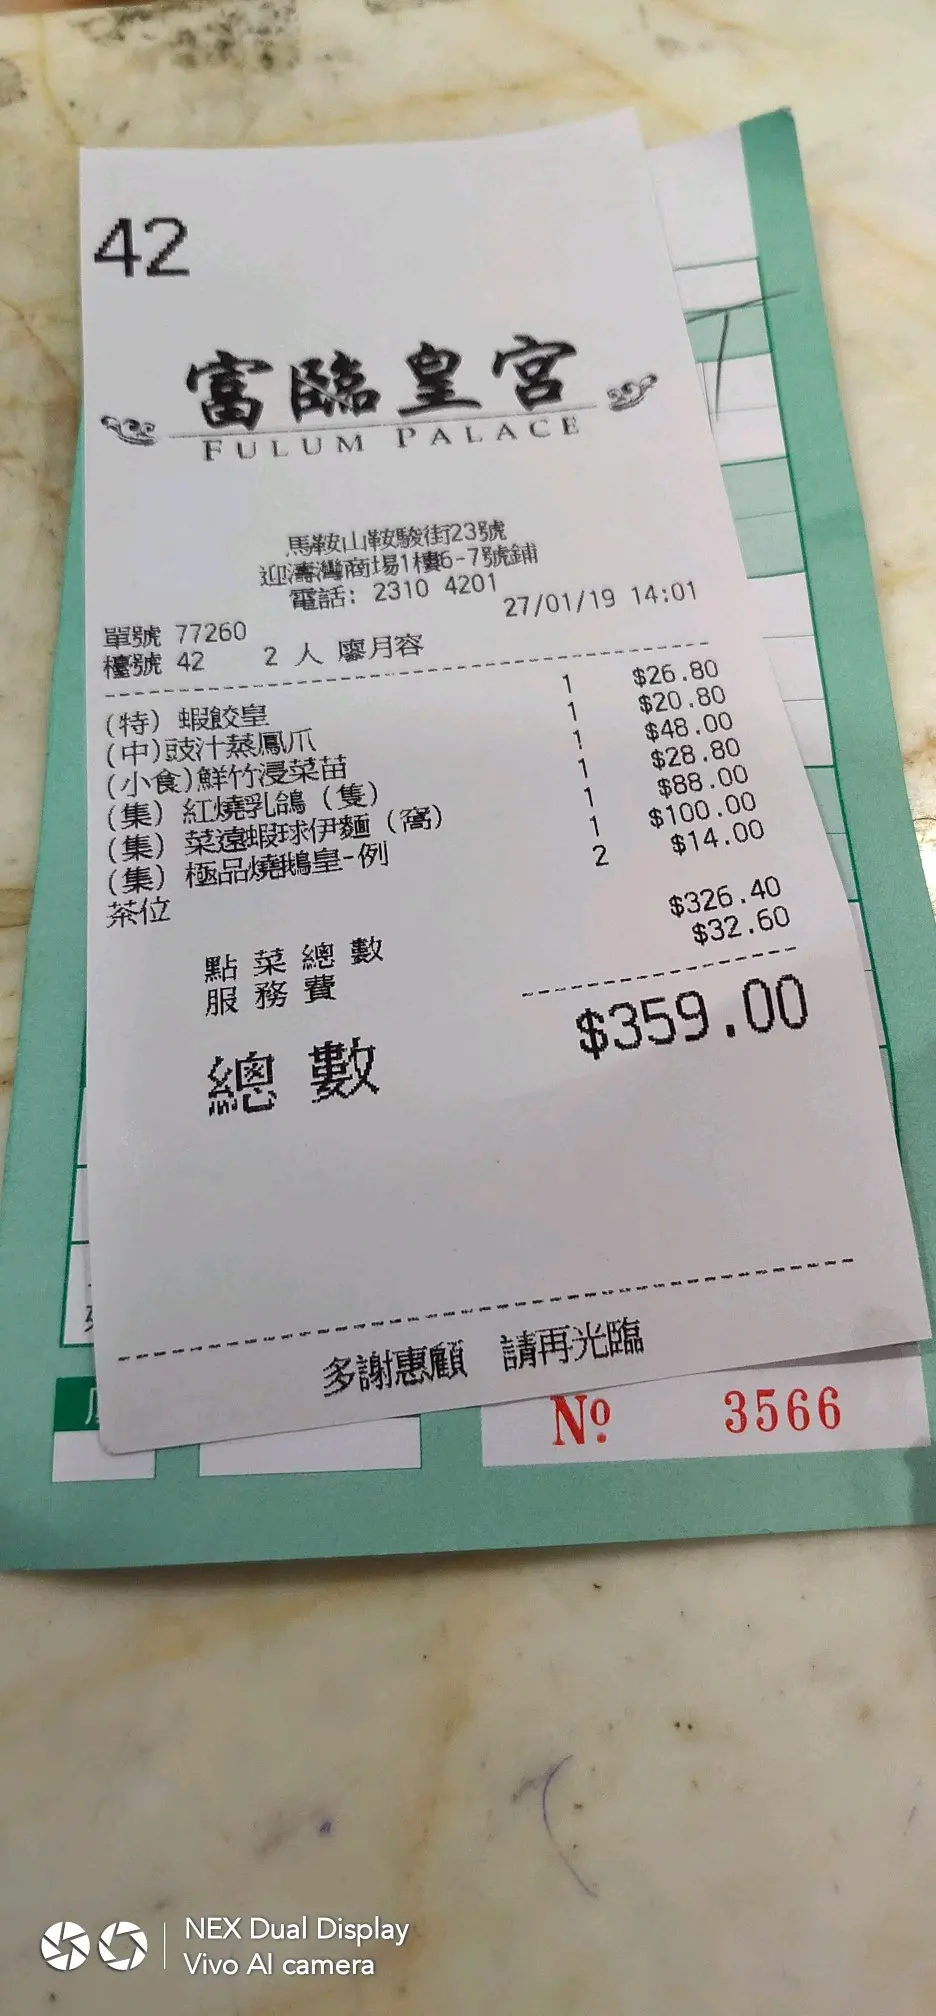 42
富臨皇宮
FULUM PALACE
馬鞍山鞍駿街23號
迎濤灣商場1樓6-7號鋪
電話: 2310 4201
27/01/19 14:01
單號 77260
檯號 42 2 人 廖月容
(特) 蝦餃皇 1 $26.80
(中)豉汁蒸鳳爪 1 $20.80
(小食)鮮竹浸菜苗 1 $48.00
(集) 紅燒乳鴿 (隻) 1 $28.80
(集) 菜遠蝦球伊麵 (窩) 1 $88.00
(集) 極品燒鵝皇-例 1 $100.00
茶位 2 $14.00
點菜總數 $326.40
服務費 $32.60
總數 $359.00
多謝惠顧 請再光臨
Nº 3566
NEX Dual Display
Vivo AI camera